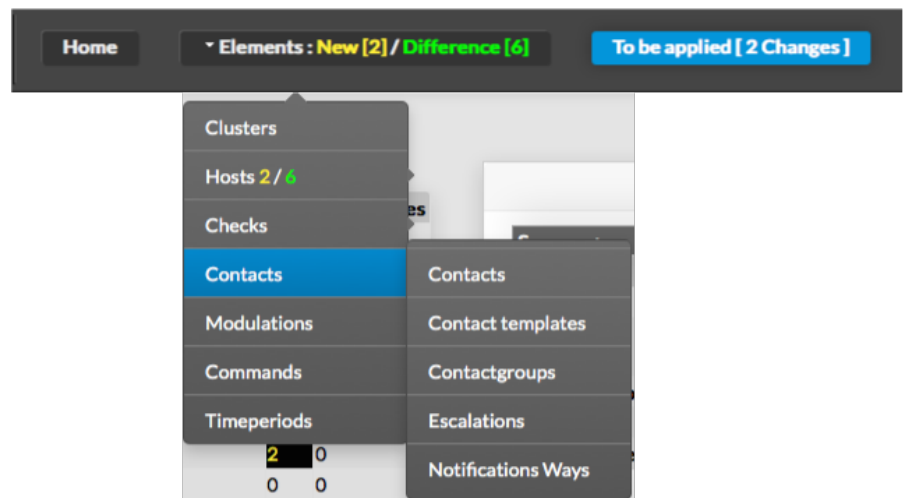 Home
Elements : New [2] / Difference [6]
To be applied [ 2 Changes ]
Clusters
Hosts 2 / 6
es
Checks
Contacts
Contacts
Modulations
Contact templates
Commands
Contactgroups
Timeperiods
Escalations
2 0
Notifications Ways
0 0